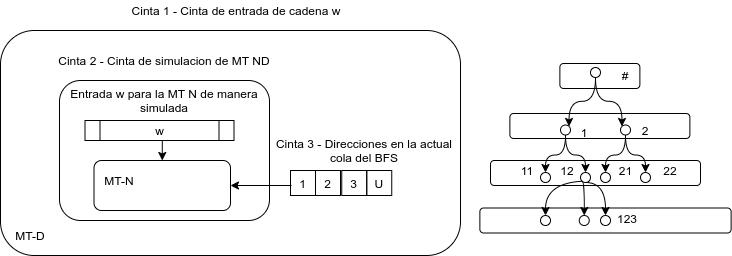 Cinta 1 - Cinta de entrada de cadena w
Cinta 2 - Cinta de simulacion de MT ND
Entrada w para la MT N de manera
simulada
w
MT-N
Cinta 3 - Direcciones en la actual
cola del BFS
1 2 3 U
MT-D
#
1 2
11 12 21 22
123